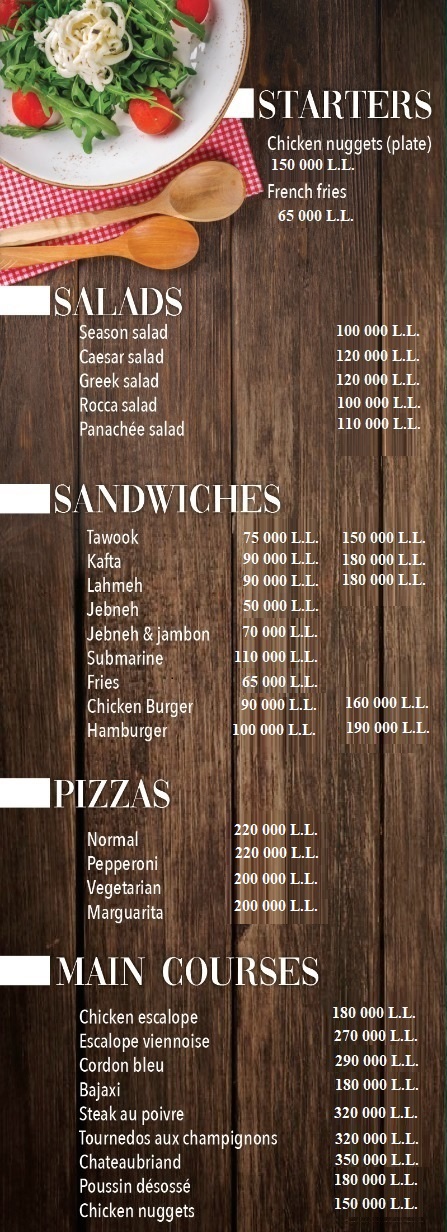 STARTERS
Chicken nuggets (plate)
150 000 L.L.
French fries
65 000 L.L.
SALADS
Season salad 100 000 L.L.
Caesar salad 120 000 L.L.
Greek salad 120 000 L.L.
Rocca salad 100 000 L.L.
Panachée salad 110 000 L.L.
SANDWICHES
Tawook 75 000 L.L. 150 000 L.L.
Kafta 90 000 L.L. 180 000 L.L.
Lahmeh 90 000 L.L. 180 000 L.L.
Jebneh 50 000 L.L.
Jebneh & jambon 70 000 L.L.
Submarine 110 000 L.L.
Fries 65 000 L.L.
Chicken Burger 90 000 L.L. 160 000 L.L.
Hamburger 100 000 L.L. 190 000 L.L.
PIZZAS
Normal 220 000 L.L.
Pepperoni 220 000 L.L.
Vegetarian 200 000 L.L.
Marguarita 200 000 L.L.
MAIN COURSES
Chicken escalope 180 000 L.L.
Escalope viennoise 270 000 L.L.
Cordon bleu 290 000 L.L.
Bajaxi 180 000 L.L.
Steak au poivre 320 000 L.L.
Tournedos aux champignons 320 000 L.L.
Chateaubriand 350 000 L.L.
Poussin désossé 180 000 L.L.
Chicken nuggets 150 000 L.L.